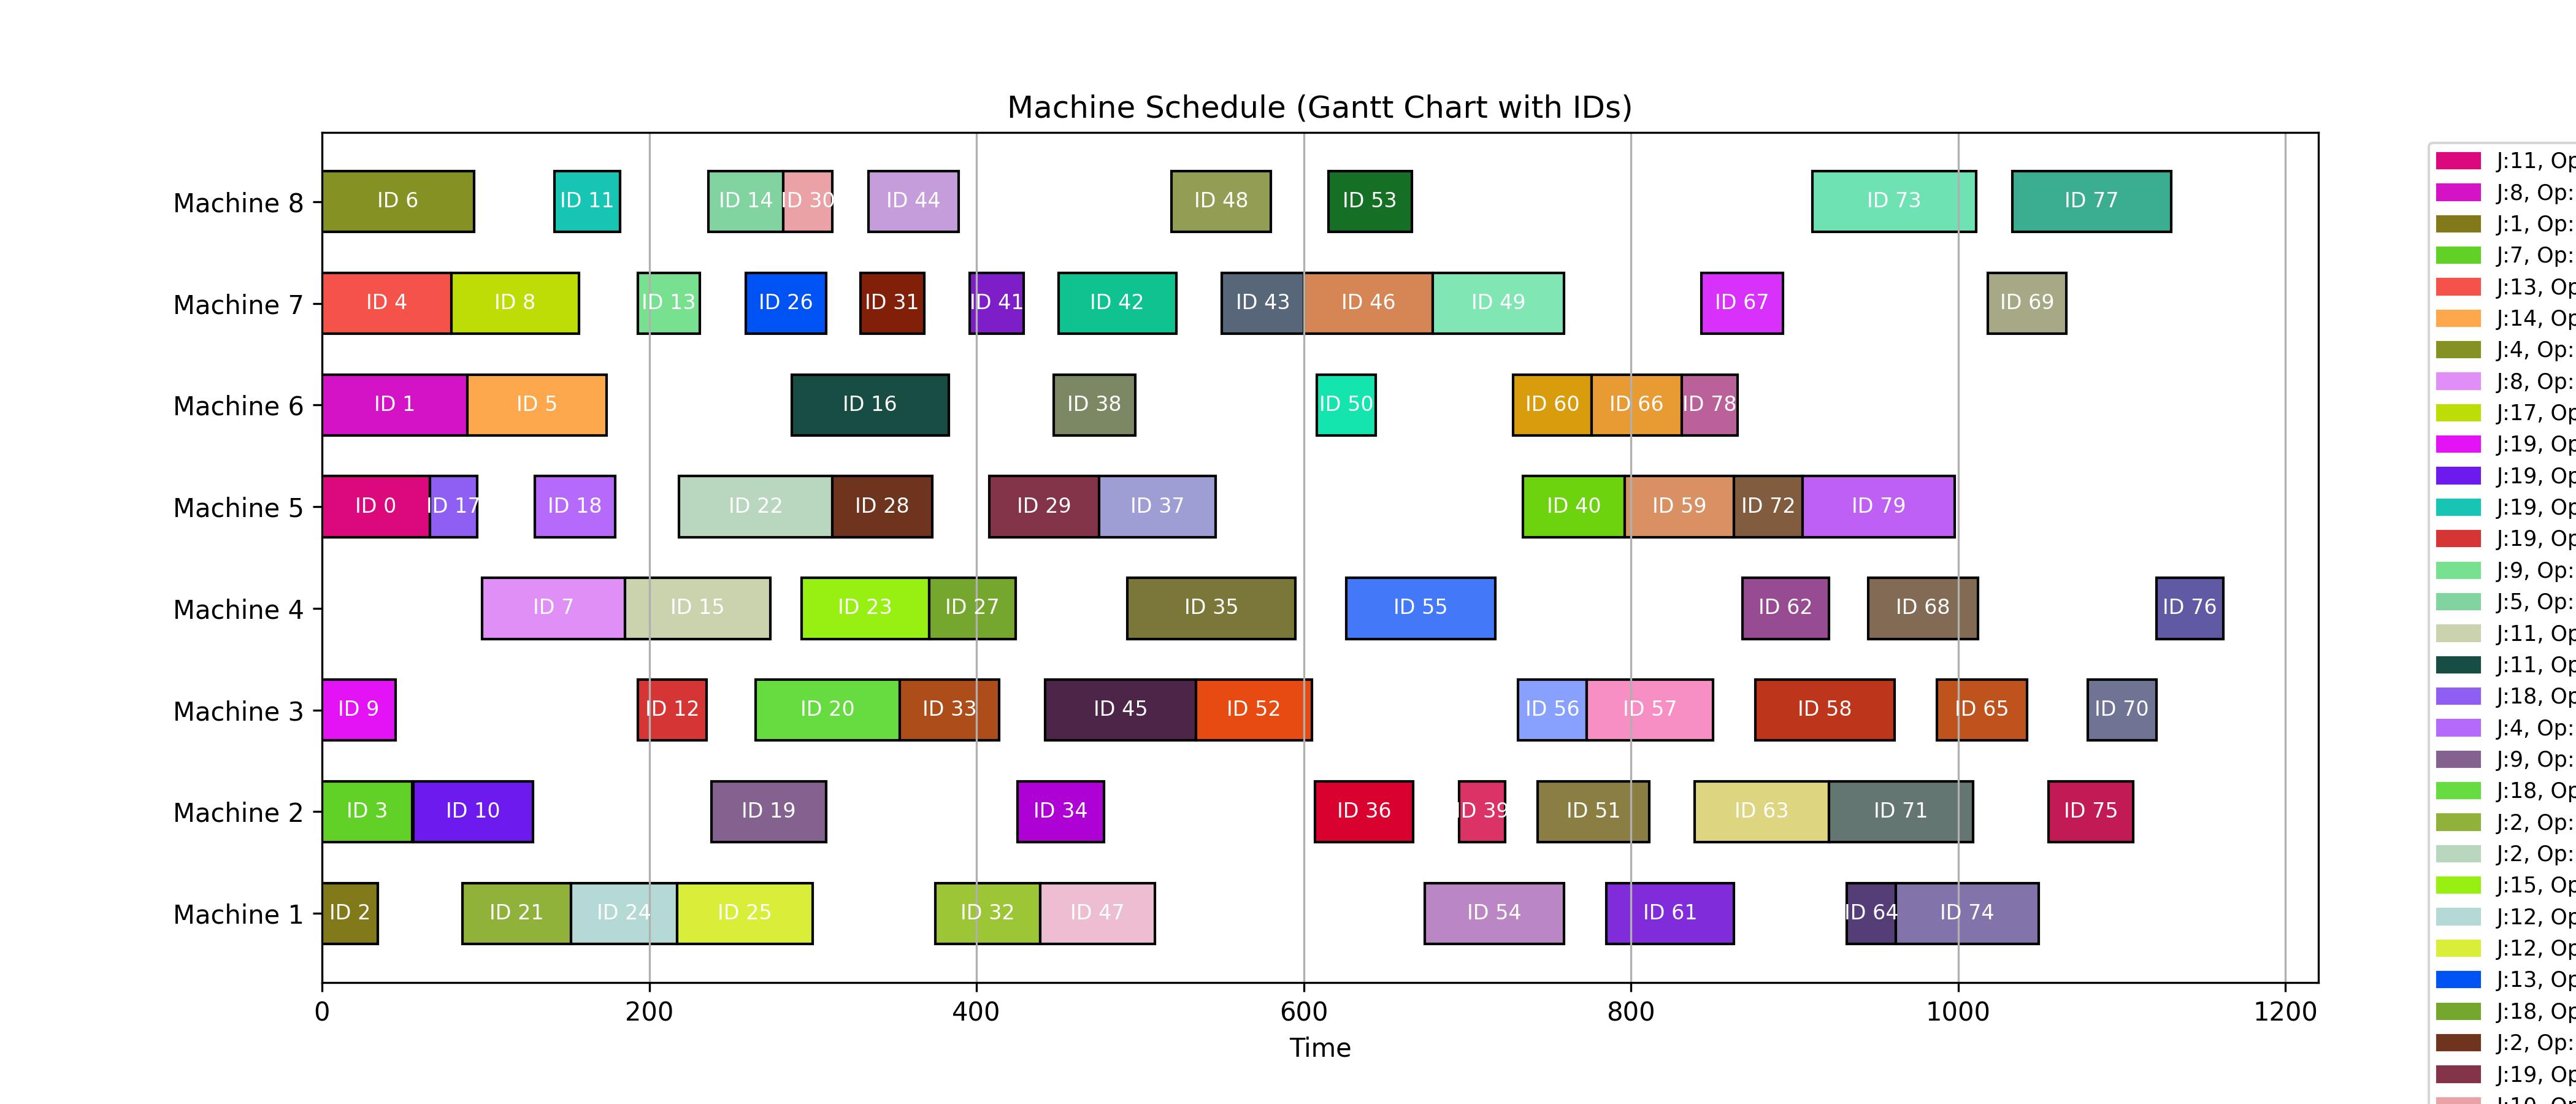 Machine Schedule (Gantt Chart with IDs)
Machine 8
ID 6
ID 11
ID 14
ID 30
ID 44
ID 48
ID 53
ID 73
ID 77
Machine 7
ID 4
ID 8
ID 13
ID 26
ID 31
ID 41
ID 42
ID 43
ID 46
ID 49
ID 67
ID 69
Machine 6
ID 1
ID 5
ID 16
ID 38
ID 50
ID 60
ID 66
ID 78
Machine 5
ID 0
ID 17
ID 18
ID 22
ID 28
ID 29
ID 37
ID 40
ID 59
ID 72
ID 79
Machine 4
ID 7
ID 15
ID 23
ID 27
ID 35
ID 55
ID 62
ID 68
ID 76
Machine 3
ID 9
ID 12
ID 20
ID 33
ID 45
ID 52
ID 56
ID 57
ID 58
ID 65
ID 70
Machine 2
ID 3
ID 10
ID 19
ID 34
ID 36
ID 39
ID 51
ID 63
ID 71
ID 75
Machine 1
ID 2
ID 21
ID 24
ID 25
ID 32
ID 47
ID 54
ID 61
ID 64
ID 74
0 200 400 600 800 1000 1200
Time
J:11, Op
J:8, Op:
J:1, Op:
J:7, Op:
J:13, Op
J:14, Op
J:4, Op:
J:8, Op:
J:17, Op
J:19, Op
J:19, Op
J:19, Op
J:19, Op
J:9, Op:
J:5, Op:
J:11, Op
J:11, Op
J:18, Op
J:4, Op:
J:9, Op:
J:18, Op
J:2, Op:
J:2, Op:
J:15, Op
J:12, Op
J:12, Op
J:13, Op
J:18, Op
J:2, Op:
J:19, Op